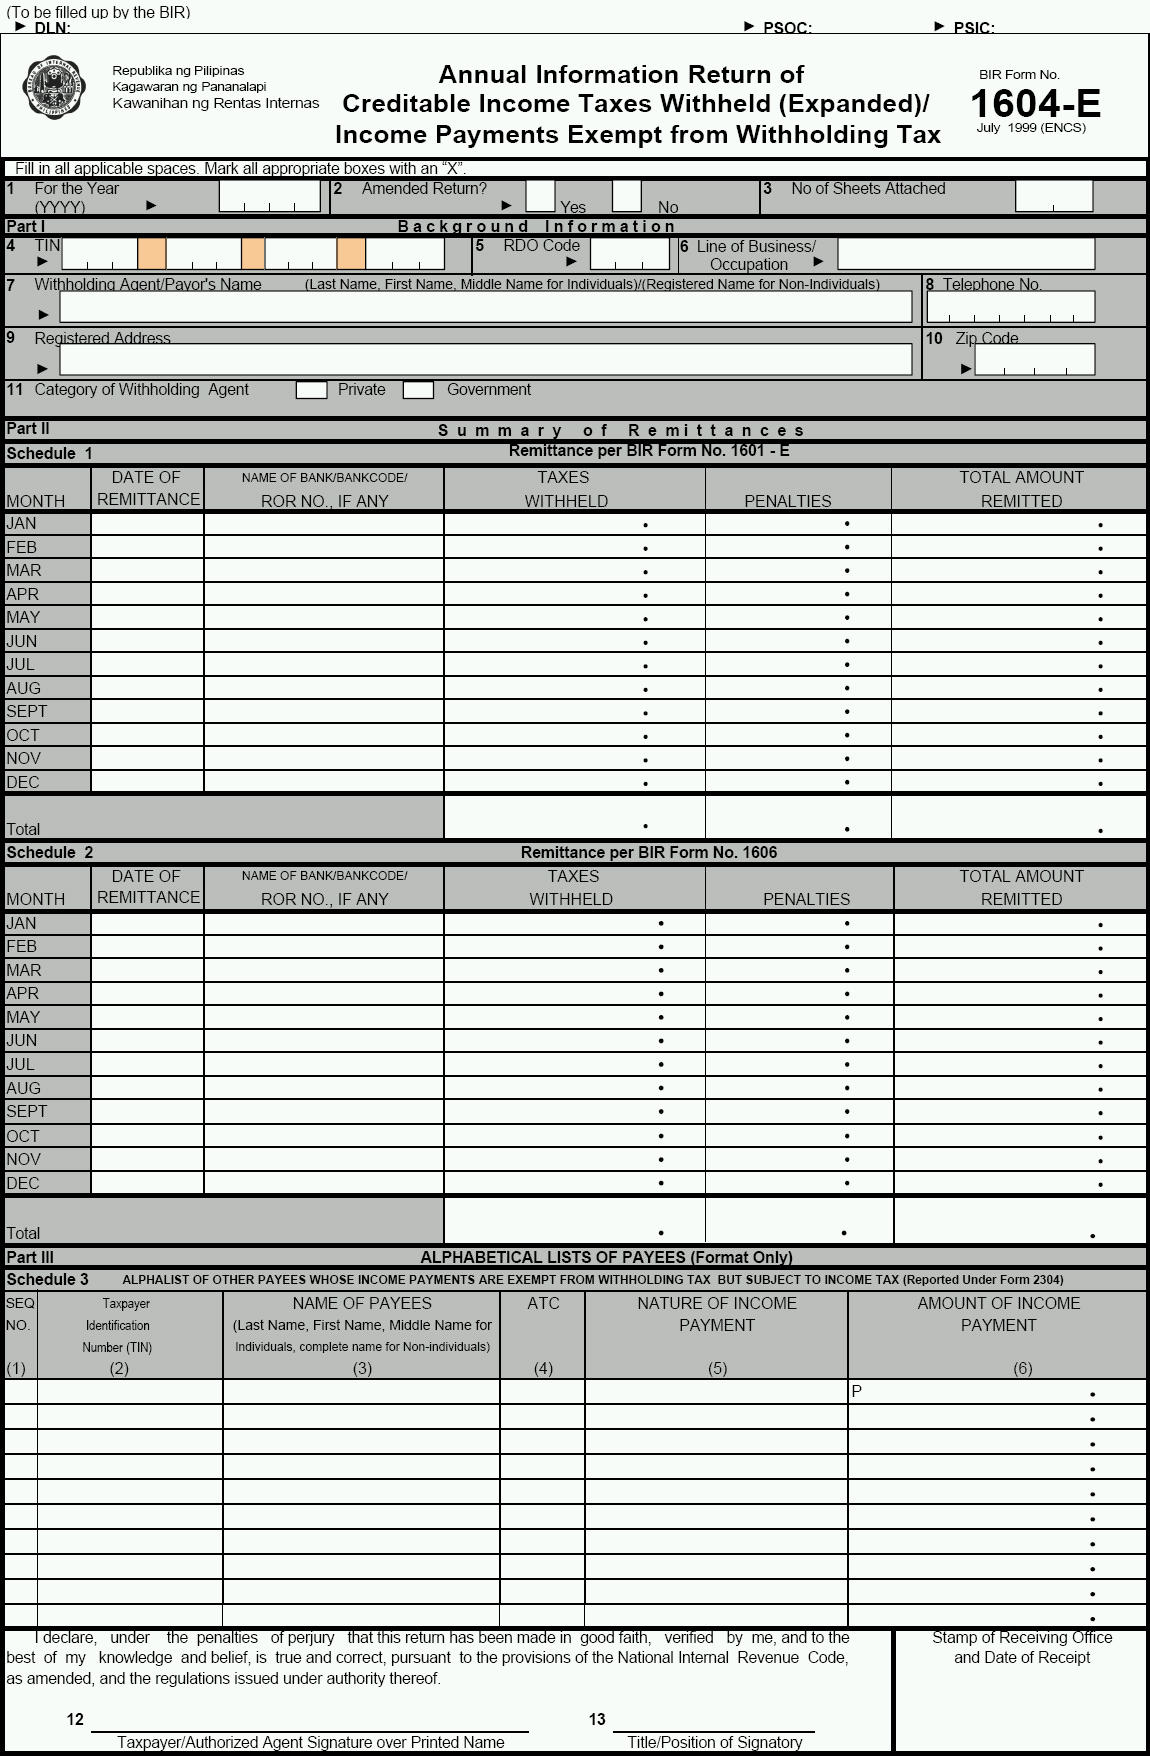 (To be filled up by the BIR)
DLN: PSOC: PSIC:
Republika ng Pilipinas
Kagawaran ng Pananalapi
Kawanihan ng Rentas Internas
Annual Information Return of
Creditable Income Taxes Withheld (Expanded)/
Income Payments Exempt from Withholding Tax
BIR Form No.
1604-E
July 1999 (ENCS)
Fill in all applicable spaces. Mark all appropriate boxes with an “X”.
1 For the Year (YYYY) 2 Amended Return? Yes No 3 No of Sheets Attached
Part I Background Information
4 TIN 5 RDO Code 6 Line of Business/ Occupation
7 Withholding Agent/Payor's Name (Last Name, First Name, Middle Name for Individuals)/(Registered Name for Non-Individuals) 8 Telephone No.
9 Registered Address 10 Zip Code
11 Category of Withholding Agent Private Government
Part II Summary of Remittances
Schedule 1 Remittance per BIR Form No. 1601 - E
MONTH DATE OF REMITTANCE NAME OF BANK/BANKCODE/ ROR NO., IF ANY TAXES WITHHELD PENALTIES TOTAL AMOUNT REMITTED
JAN
FEB
MAR
APR
MAY
JUN
JUL
AUG
SEPT
OCT
NOV
DEC
Total
Schedule 2 Remittance per BIR Form No. 1606
MONTH DATE OF REMITTANCE NAME OF BANK/BANKCODE/ ROR NO., IF ANY TAXES WITHHELD PENALTIES TOTAL AMOUNT REMITTED
JAN
FEB
MAR
APR
MAY
JUN
JUL
AUG
SEPT
OCT
NOV
DEC
Total
Part III ALPHABETICAL LISTS OF PAYEES (Format Only)
Schedule 3 ALPHALIST OF OTHER PAYEES WHOSE INCOME PAYMENTS ARE EXEMPT FROM WITHHOLDING TAX BUT SUBJECT TO INCOME TAX (Reported Under Form 2304)
SEQ Taxpayer NAME OF PAYEES ATC NATURE OF INCOME AMOUNT OF INCOME
NO. Identification (Last Name, First Name, Middle Name for PAYMENT PAYMENT
Number (TIN) Individuals, complete name for Non-individuals)
(1) (2) (3) (4) (5) (6)
P
I declare, under the penalties of perjury that this return has been made in good faith, verified by me, and to the
best of my knowledge and belief, is true and correct, pursuant to the provisions of the National Internal Revenue Code,
as amended, and the regulations issued under authority thereof.
Stamp of Receiving Office
and Date of Receipt
12 13
Taxpayer/Authorized Agent Signature over Printed Name Title/Position of Signatory